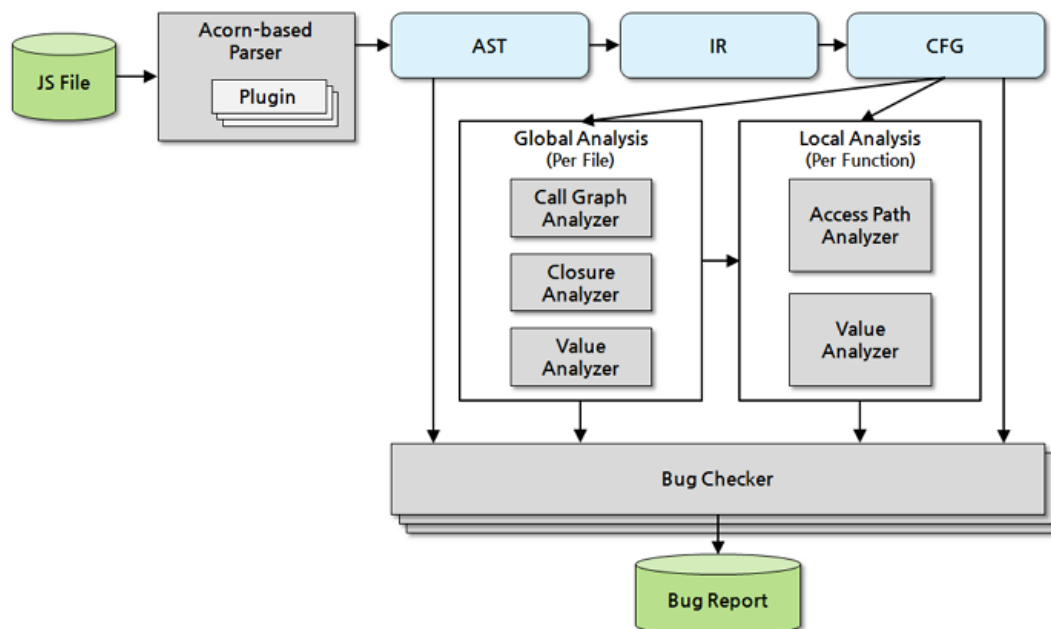 JS File
Acorn-based
Parser
Plugin
AST
IR
CFG
Global Analysis
(Per File)
Call Graph
Analyzer
Closure
Analyzer
Value
Analyzer
Local Analysis
(Per Function)
Access Path
Analyzer
Value
Analyzer
Bug Checker
Bug Report